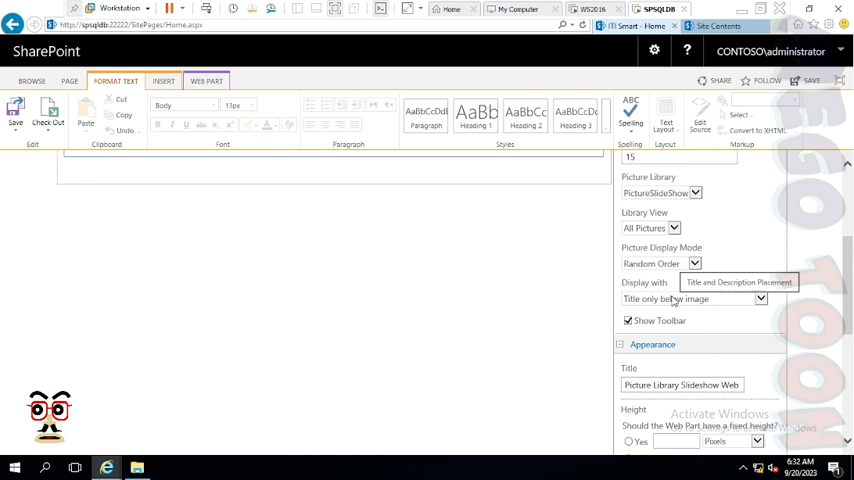 Workstation
Home
My Computer
WS2016
SPSQLDB
http://spsqldb:22222/SitePages/Home.aspx
ITI Smart - Home
Site Contents
SharePoint
?
CONTOSO\administrator
BROWSE
PAGE
FORMAT TEXT
INSERT
WEB PART
SHARE
FOLLOW
SAVE
Save
Check Out
Paste
Cut
Copy
Undo
Body
13px
B I U abc x₂ x²
AaBbCcDdI
Paragraph
AaBb
Heading 1
AaBbCc
Heading 2
AaBbCcDc
Heading 3
ABC
Spelling
Text
Layout
Edit
Source
Select
Convert to XHTML
Edit
Clipboard
Font
Paragraph
Styles
Spelling
Layout
Markup
15
Picture Library
PictureSlideShow
Library View
All Pictures
Picture Display Mode
Random Order
Display with
Title and Description Placement
Title only below image
Show Toolbar
Appearance
Title
Picture Library Slideshow Web
Activate Windows
Height
Should the Web Part have a fixed height?
Yes
Pixels
6:32 AM
9/20/2023